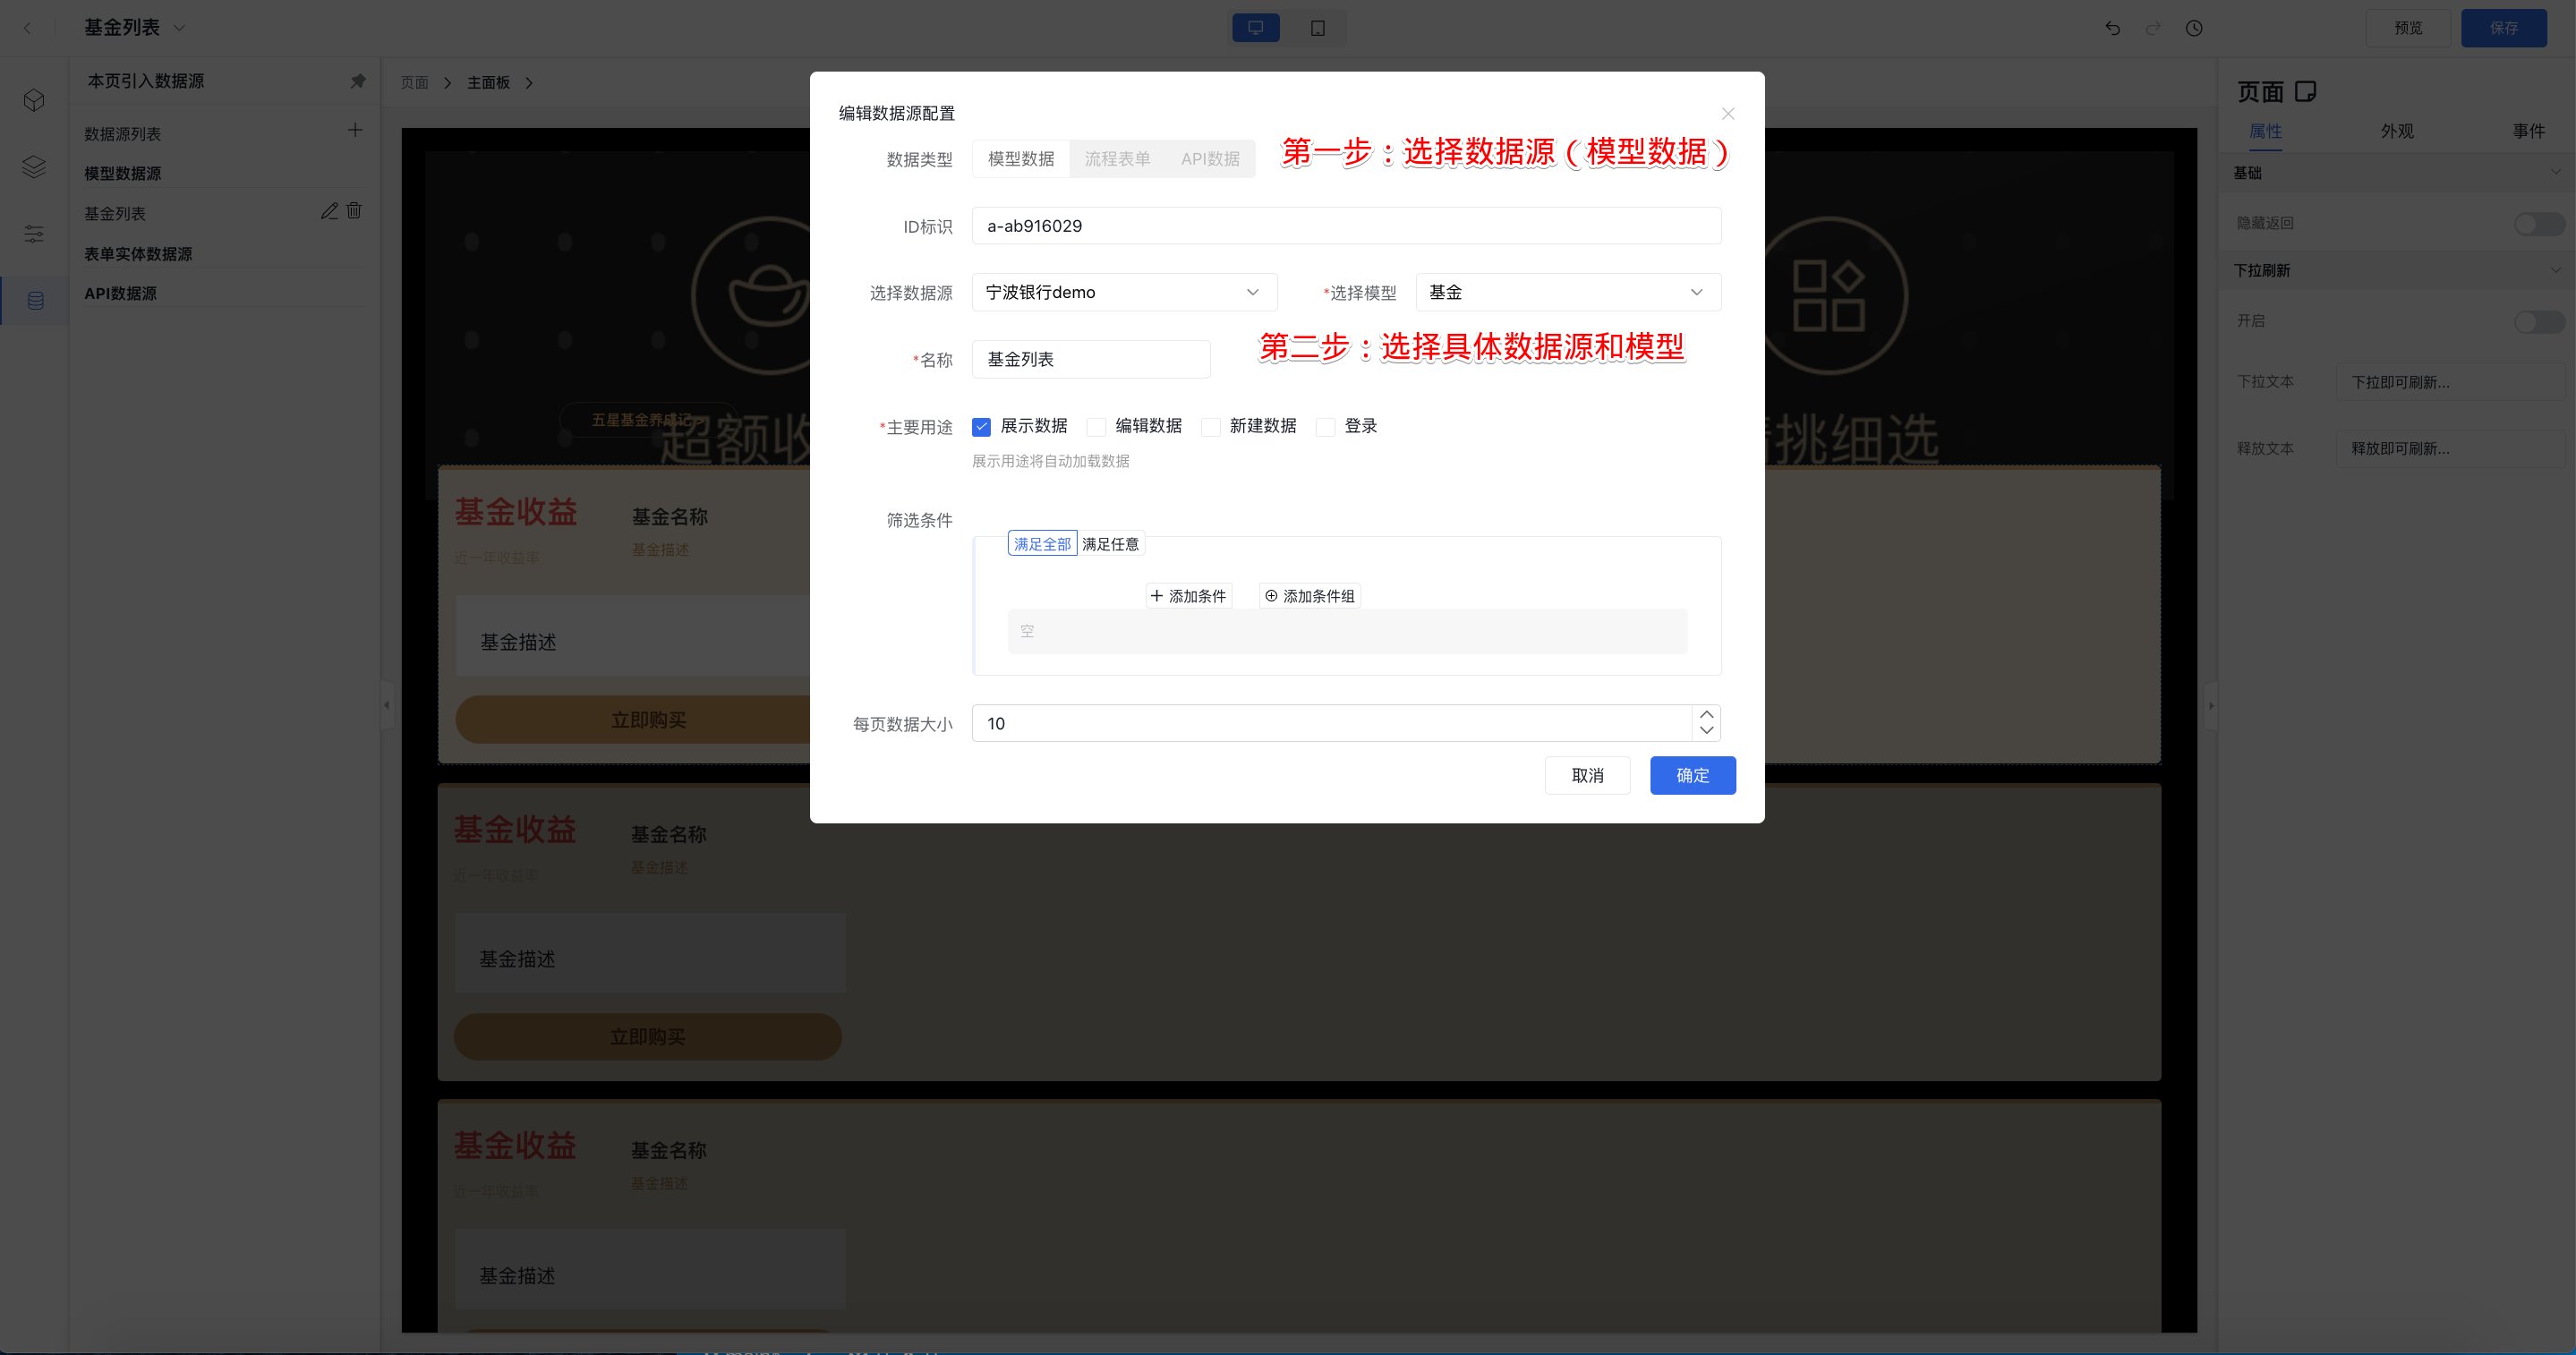 基金列表
预览
保存
本页引入数据源
数据源列表
模型数据源
基金列表
表单实体数据源
API数据源
页面 主面板
编辑数据源配置
数据类型 模型数据 流程表单 API数据
第一步：选择数据源（模型数据）
ID标识 a-ab916029
选择数据源 宁波银行demo *选择模型 基金
第二步：选择具体数据源和模型
*名称 基金列表
*主要用途 展示数据 编辑数据 新建数据 登录
展示用途将自动加载数据
筛选条件
满足全部 满足任意
添加条件 添加条件组
空
每页数据大小 10
取消 确定
五星基金养成记
超额收
挑细选
基金收益 基金名称
近一年收益率 基金描述
基金描述
立即购买
基金收益 基金名称
近一年收益率 基金描述
基金描述
立即购买
基金收益 基金名称
近一年收益率 基金描述
基金描述
页面
属性 外观 事件
基础
隐藏返回
下拉刷新
开启
下拉文本 下拉即可刷新...
释放文本 释放即可刷新...